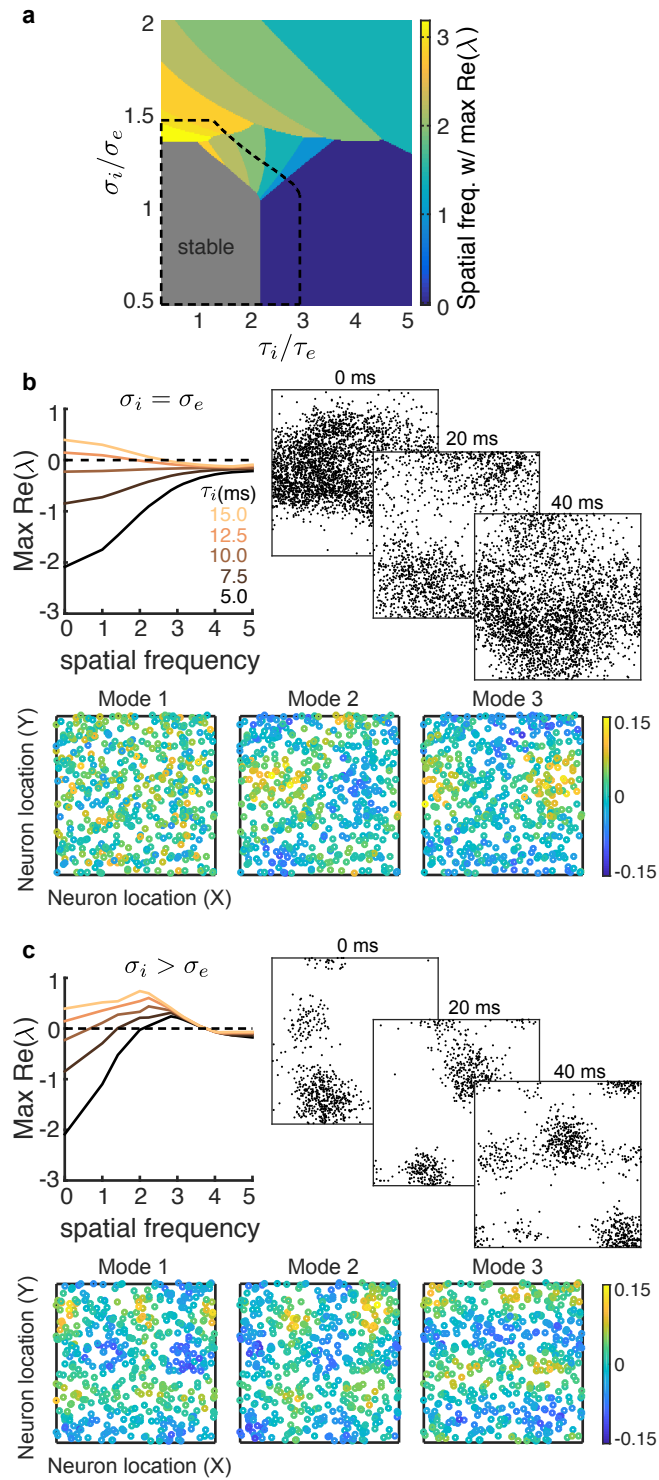 a
2
1.5
1
0.5
σi/σe
stable
1 2 3 4 5
τi/τe
3
2
1
0
Spatial freq. w/ max Re(λ)
b
σi = σe
1
0
-1
-2
-3
Max Re(λ)
τi(ms)
15.0
12.5
10.0
7.5
5.0
0 1 2 3 4 5
spatial frequency
0 ms
20 ms
40 ms
Mode 1 Mode 2 Mode 3
Neuron location (Y)
Neuron location (X)
0.15
0
-0.15
c
σi > σe
1
0
-1
-2
-3
Max Re(λ)
0 1 2 3 4 5
spatial frequency
0 ms
20 ms
40 ms
Mode 1 Mode 2 Mode 3
Neuron location (Y)
Neuron location (X)
0.15
0
-0.15